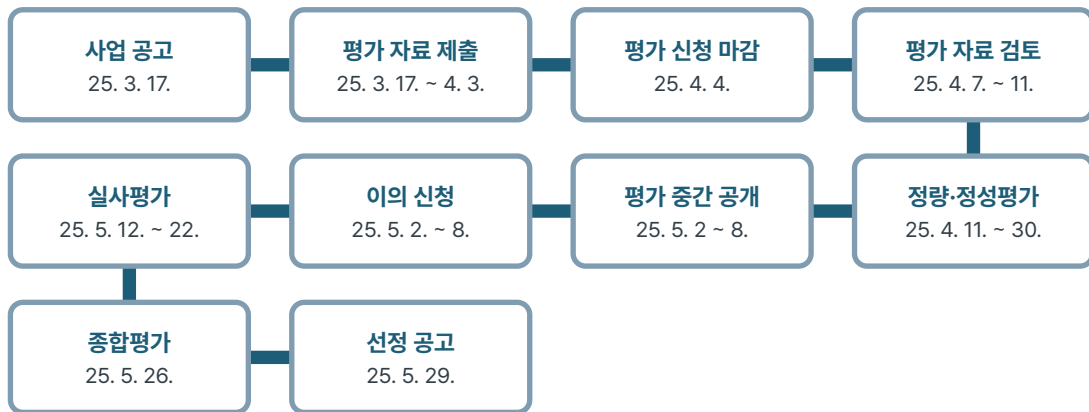 사업 공고
25. 3. 17.
평가 자료 제출
25. 3. 17. ~ 4. 3.
평가 신청 마감
25. 4. 4.
평가 자료 검토
25. 4. 7. ~ 11.
정량·정성평가
25. 4. 11. ~ 30.
평가 중간 공개
25. 5. 2 ~ 8.
이의 신청
25. 5. 2. ~ 8.
실사평가
25. 5. 12. ~ 22.
종합평가
25. 5. 26.
선정 공고
25. 5. 29.